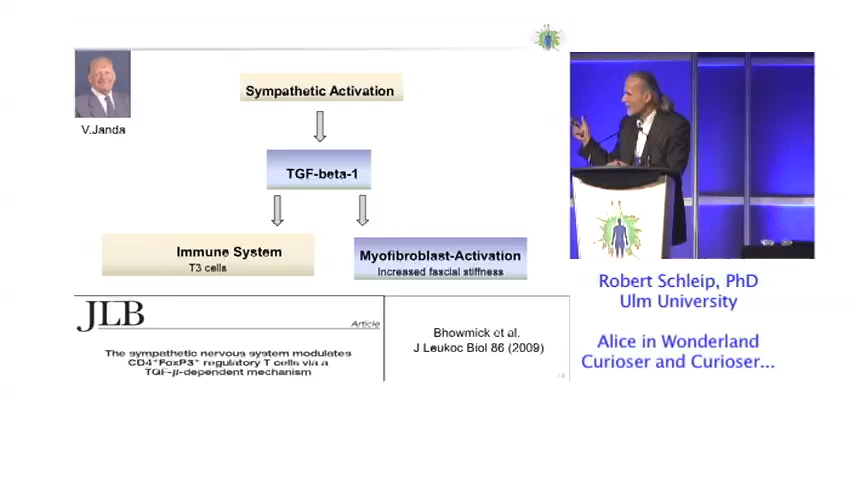 V.Janda
Sympathetic Activation
TGF-beta-1
Immune System
T3 cells
Myofibroblast-Activation
Increased fascial stiffness
JLB
Article
The sympathetic nervous system modulates
CD4⁺FoxP3⁺ regulatory T cells via a
TGF-β-dependent mechanism
Bhowmick et al.
J Leukoc Biol 86 (2009)
Robert Schleip, PhD
Ulm University
Alice in Wonderland
Curioser and Curioser...